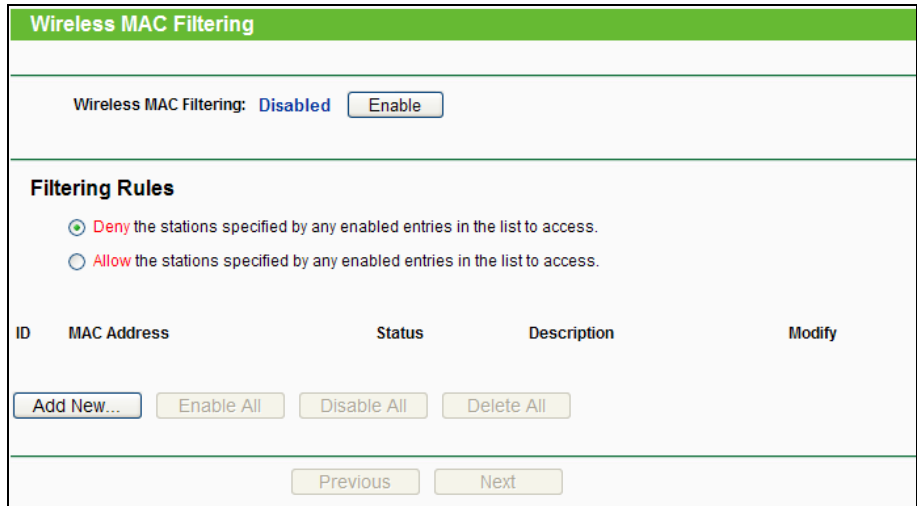 Wireless MAC Filtering
Wireless MAC Filtering: Disabled Enable
Filtering Rules
Deny the stations specified by any enabled entries in the list to access.
Allow the stations specified by any enabled entries in the list to access.
ID MAC Address Status Description Modify
Add New... Enable All Disable All Delete All
Previous Next